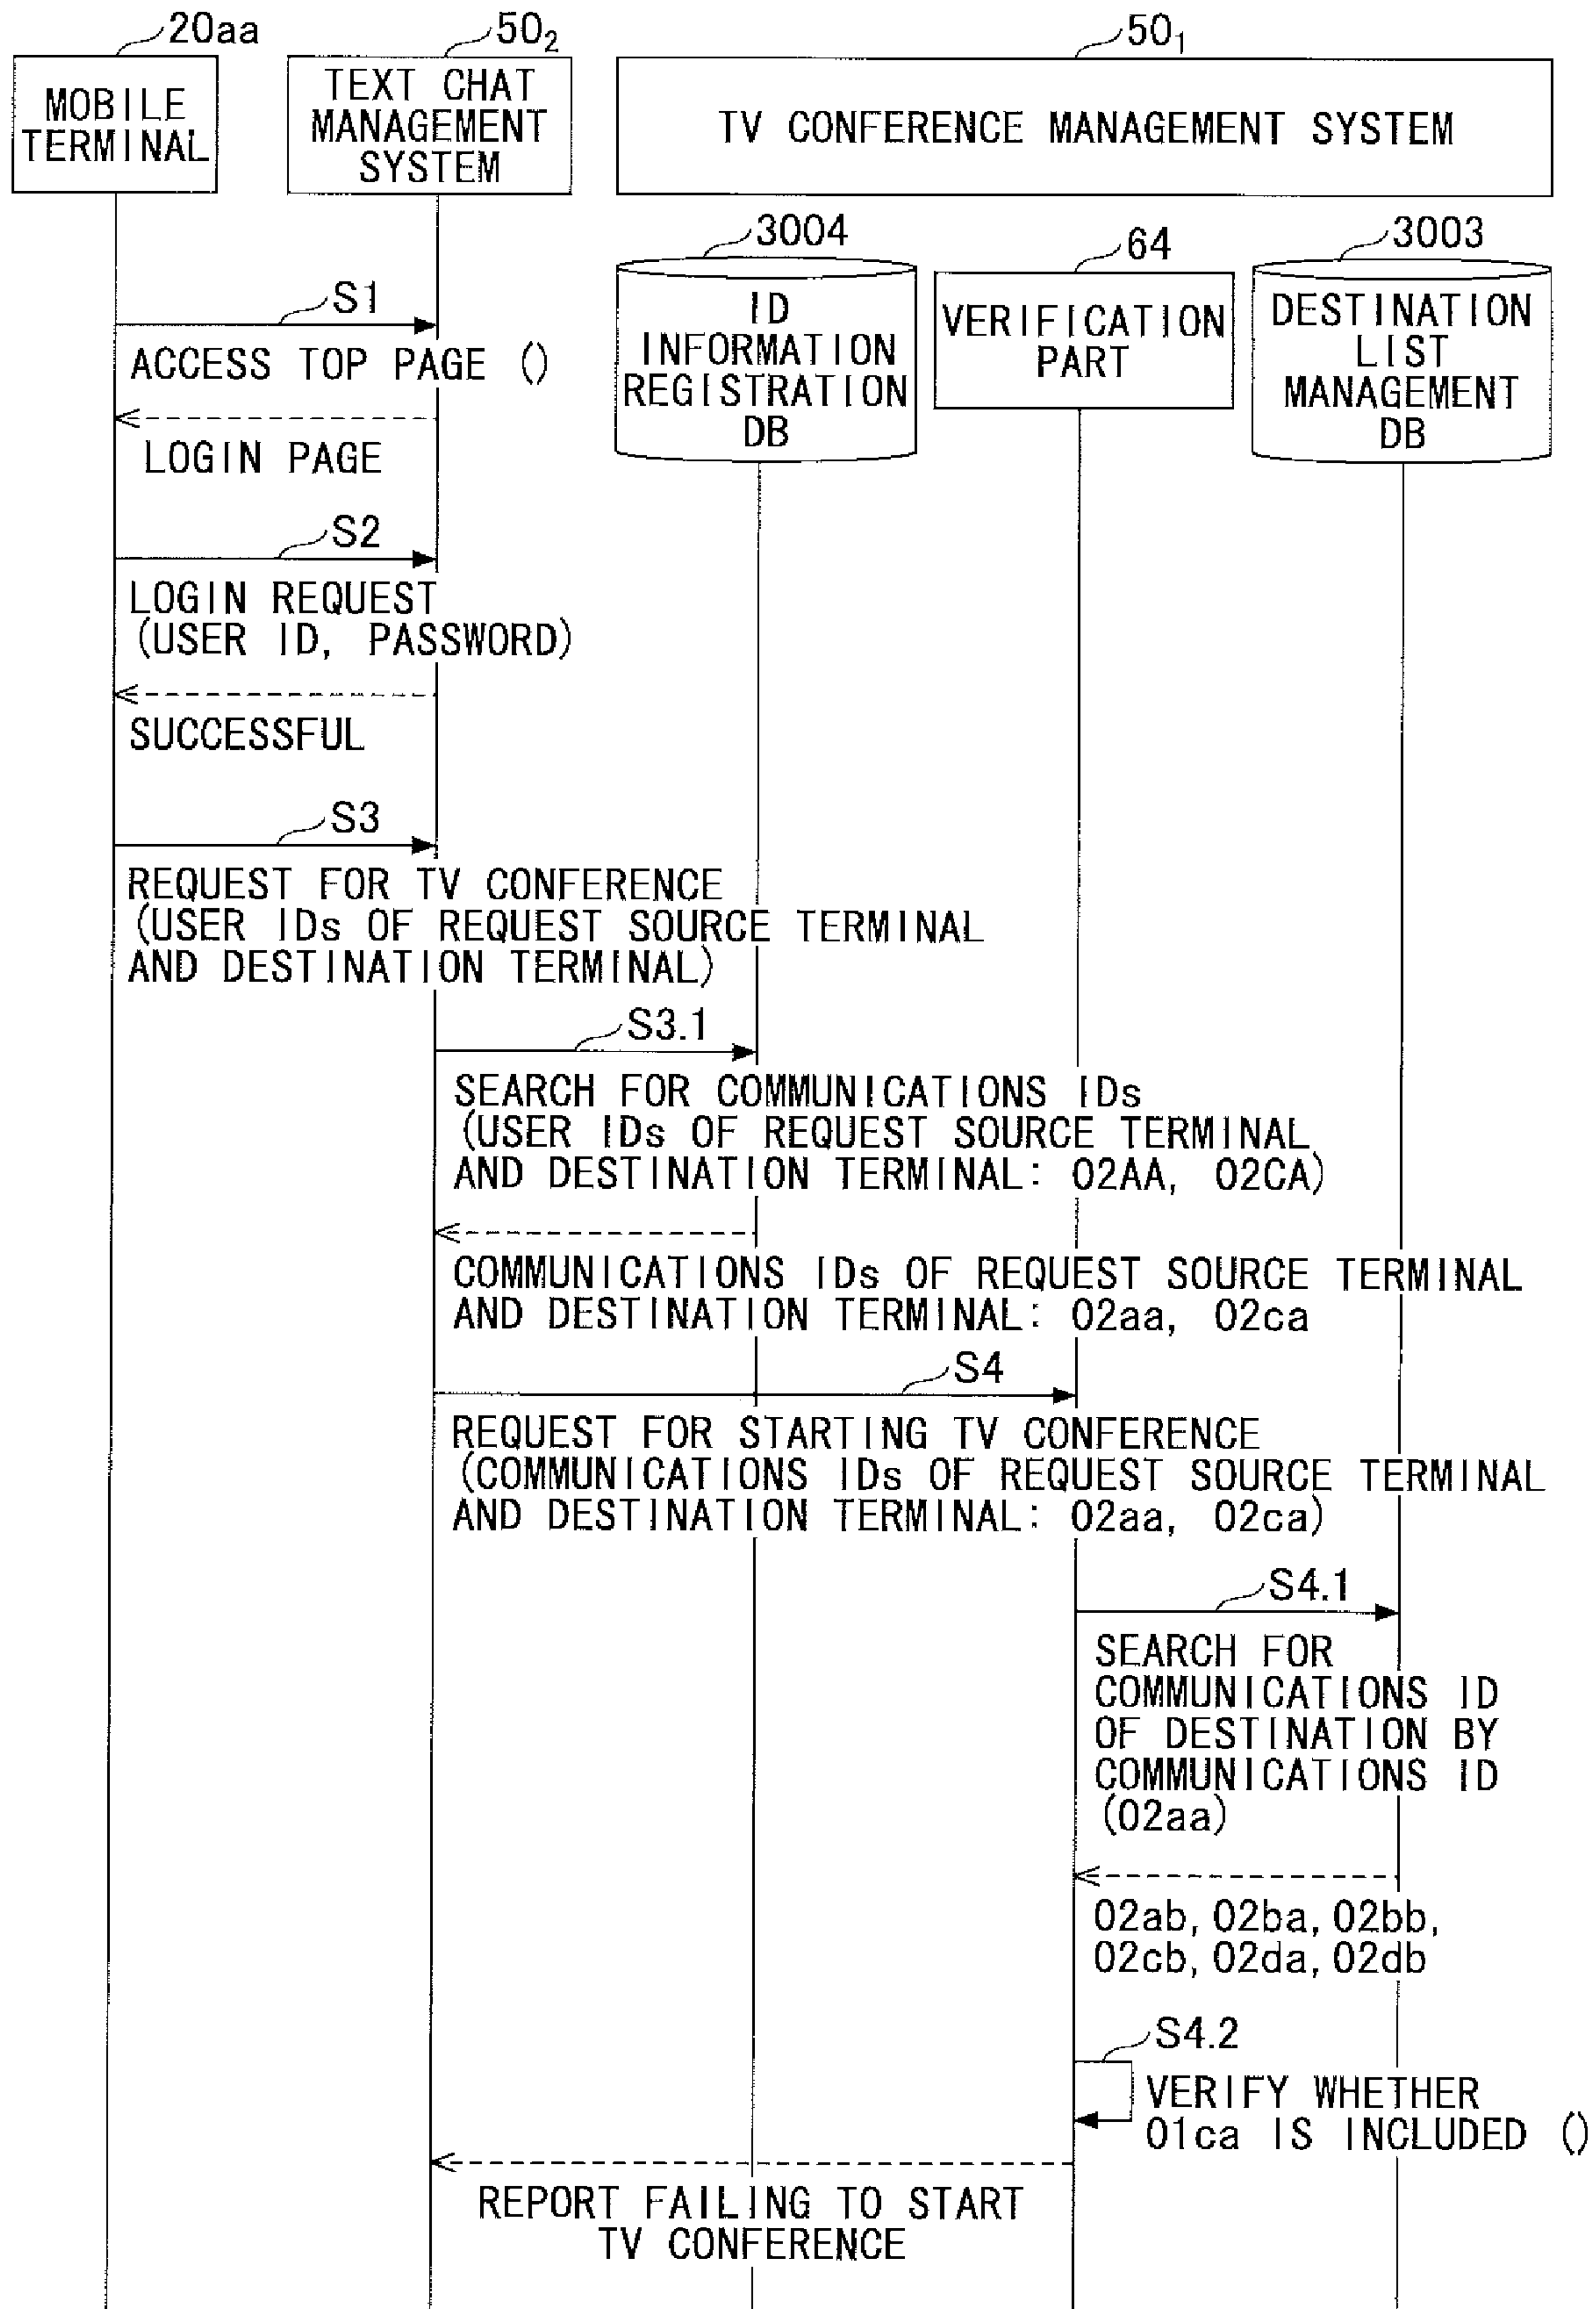 20aa
50₂
50₁
MOBILE
TERMINAL
TEXT CHAT
MANAGEMENT
SYSTEM
TV CONFERENCE MANAGEMENT SYSTEM
3004
64
3003
ID
INFORMATION
REGISTRATION
DB
VERIFICATION
PART
DESTINATION
LIST
MANAGEMENT
DB
S1
ACCESS TOP PAGE ()
LOGIN PAGE
S2
LOGIN REQUEST
(USER ID, PASSWORD)
SUCCESSFUL
S3
REQUEST FOR TV CONFERENCE
(USER IDs OF REQUEST SOURCE TERMINAL
AND DESTINATION TERMINAL)
S3.1
SEARCH FOR COMMUNICATIONS IDs
(USER IDs OF REQUEST SOURCE TERMINAL
AND DESTINATION TERMINAL: 02AA, 02CA)
COMMUNICATIONS IDs OF REQUEST SOURCE TERMINAL
AND DESTINATION TERMINAL: 02aa, 02ca
S4
REQUEST FOR STARTING TV CONFERENCE
(COMMUNICATIONS IDs OF REQUEST SOURCE TERMINAL
AND DESTINATION TERMINAL: 02aa, 02ca)
S4.1
SEARCH FOR
COMMUNICATIONS ID
OF DESTINATION BY
COMMUNICATIONS ID
(02aa)
02ab, 02ba, 02bb,
02cb, 02da, 02db
S4.2
VERIFY WHETHER
01ca IS INCLUDED ()
REPORT FAILING TO START
TV CONFERENCE